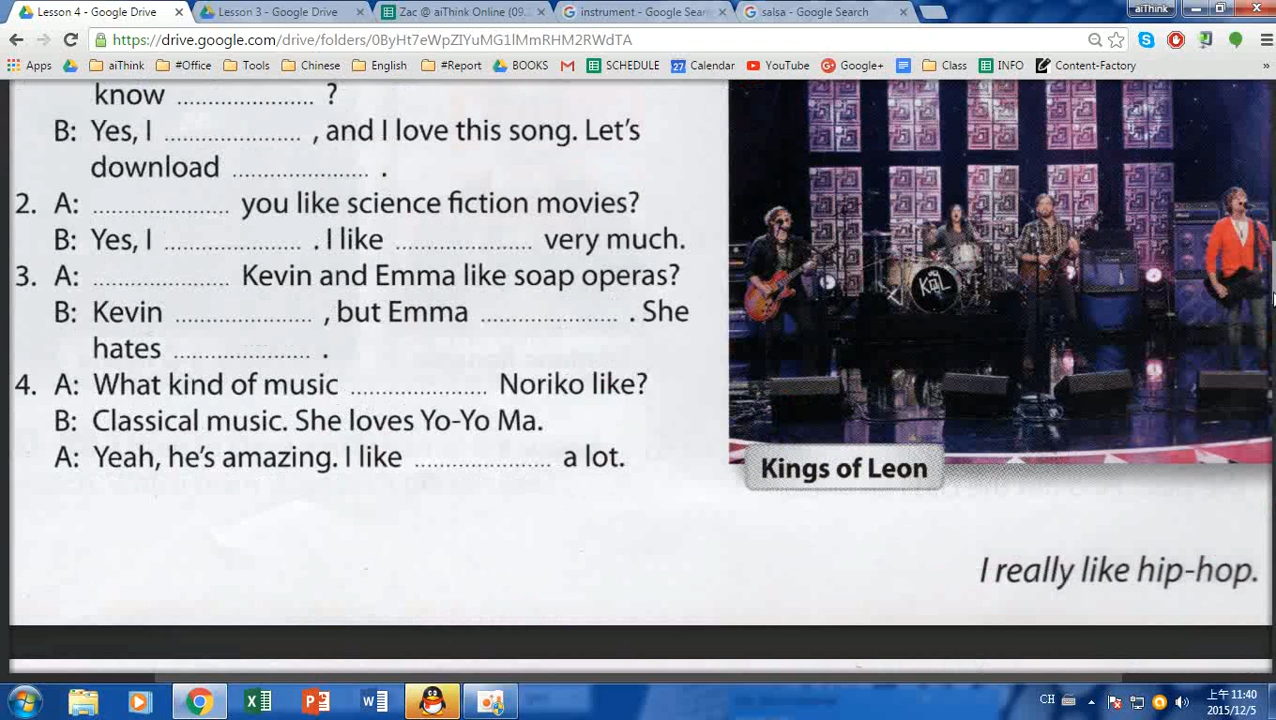 Lesson 4 - Google Drive
Lesson 3 - Google Drive
Zac @ aiThink Online (09.
instrument - Google Sear
salsa - Google Search
aiThink
https://drive.google.com/drive/folders/0ByHt7eWpZIYuMG1lMmRHM2RWdTA
Apps aiThink #Office Tools Chinese English #Report BOOKS SCHEDULE 27 Calendar YouTube Google+ Class INFO Content-Factory »
know .................... ?
B: Yes, I .................... , and I love this song. Let's
download .................... .
2. A: .................... you like science fiction movies?
B: Yes, I .................... . I like .................... very much.
3. A: .................... Kevin and Emma like soap operas?
B: Kevin .................... , but Emma .................... . She
hates .................... .
4. A: What kind of music .................... Noriko like?
B: Classical music. She loves Yo-Yo Ma.
A: Yeah, he's amazing. I like .................... a lot.
KOL
Kings of Leon
I really like hip-hop.
CH
上午 11:40
2015/12/5